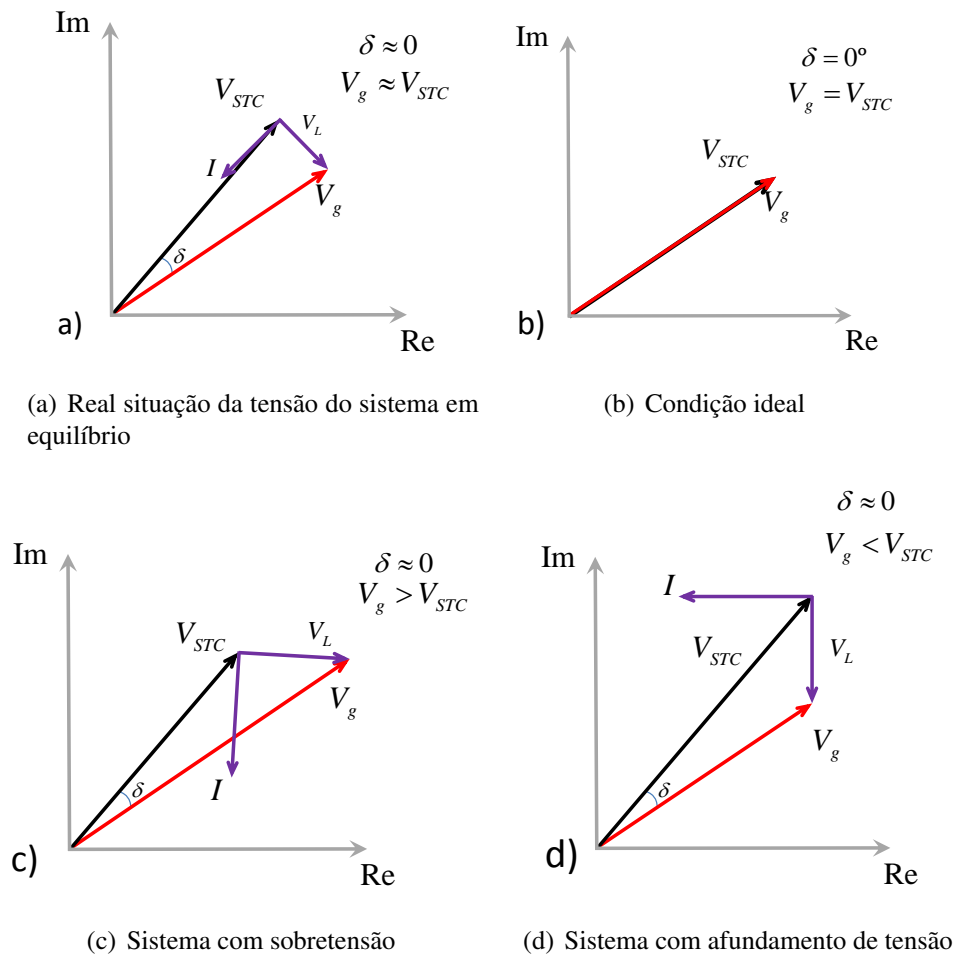 Im
δ ≈ 0
V_g ≈ V_STC
V_STC
V_L
I
V_g
δ
a)
Re
(a) Real situação da tensão do sistema em
equilíbrio
Im
δ = 0º
V_g = V_STC
V_STC
V_g
b)
Re
(b) Condição ideal
Im
δ ≈ 0
V_g > V_STC
V_STC
V_L
V_g
δ
I
c)
Re
(c) Sistema com sobretensão
Im
δ ≈ 0
V_g < V_STC
I
V_STC
V_L
V_g
δ
d)
Re
(d) Sistema com afundamento de tensão